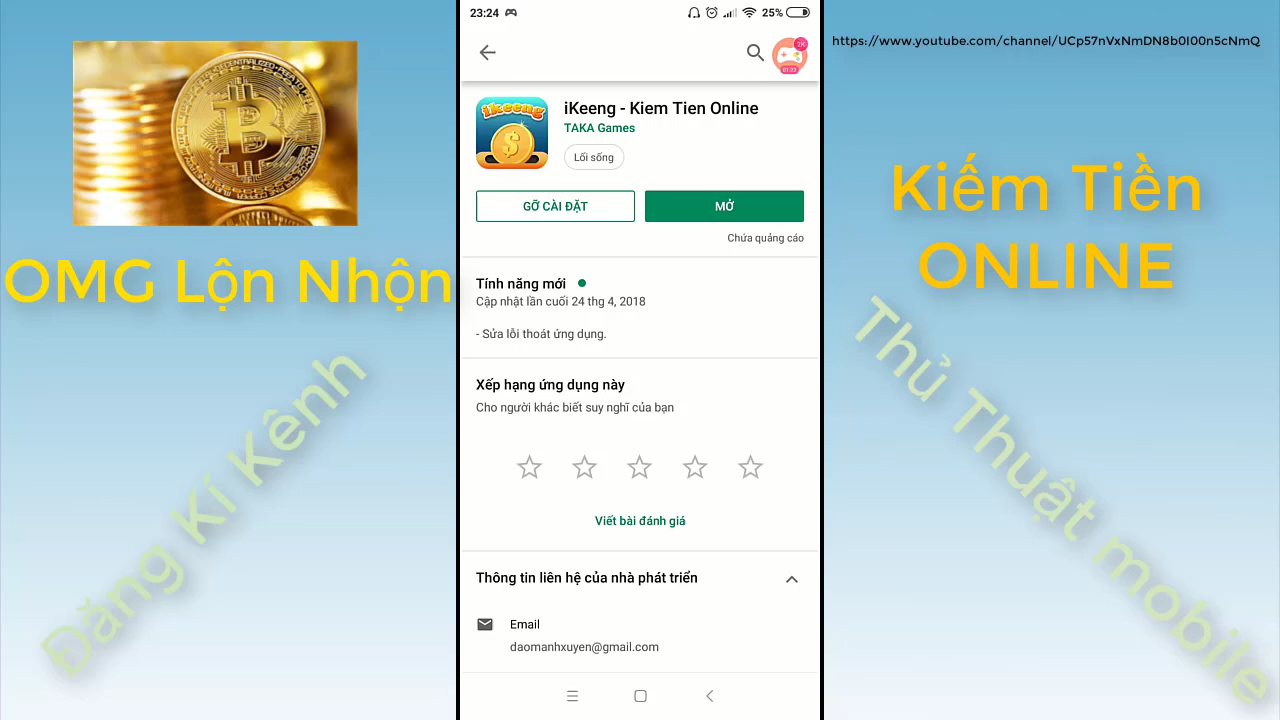 23:24
25%
https://www.youtube.com/channel/UCp57nVxNmDN8b0I00n5cNmQ
iKeeng
iKeeng - Kiem Tien Online
TAKA Games
Lối sống
GỠ CÀI ĐẶT
MỞ
Chứa quảng cáo
Tính năng mới
Cập nhật lần cuối 24 thg 4, 2018
- Sửa lỗi thoát ứng dụng.
Xếp hạng ứng dụng này
Cho người khác biết suy nghĩ của bạn
Viết bài đánh giá
Thông tin liên hệ của nhà phát triển
Email
daomanhxuyen@gmail.com
OMG Lộn Nhộn
Đăng Kí Kênh
Kiếm Tiền
ONLINE
Thủ Thuật mobile